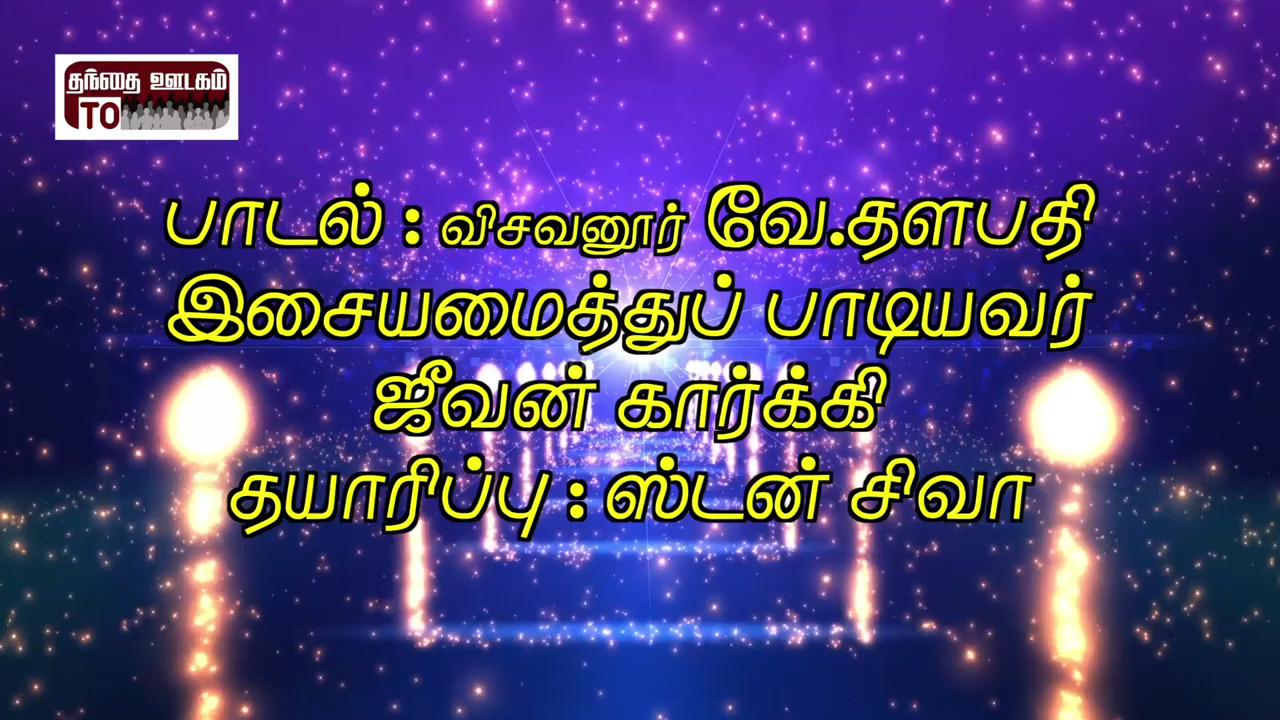 தந்தை ஊடகம்
TO
பாடல் : விசவனூர் வே.தளபதி
இசையமைத்துப் பாடியவர்
ஜீவன் கார்க்கி
தயாரிப்பு : ஸ்டன் சிவா